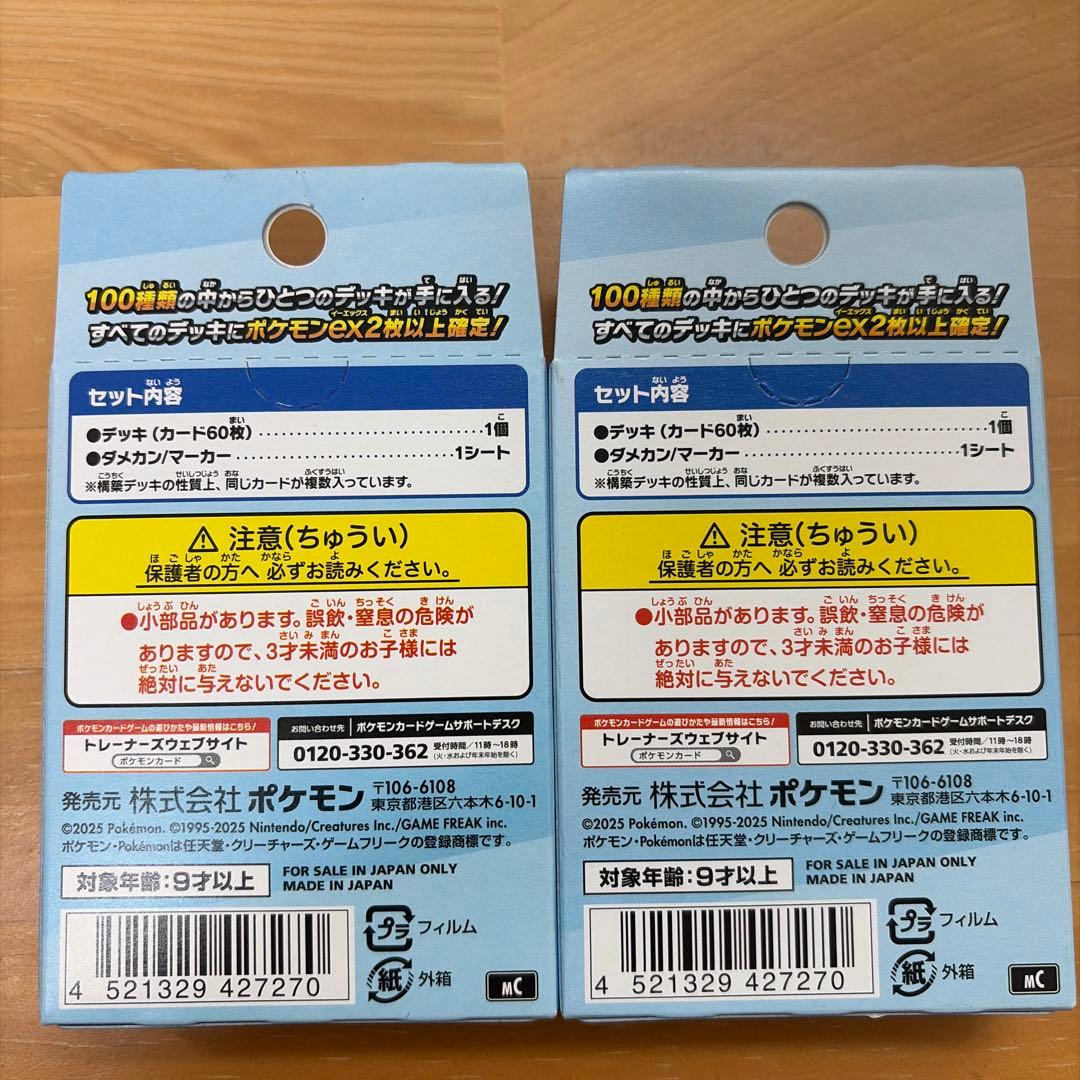 100種類の中からひとつのデッキが手に入る!
すべてのデッキにポケモンex2枚以上確定!
セット内容
●デッキ(カード60枚)..............................1個
●ダメカン/マーカー..............................1シート
※構築デッキの性質上、同じカードが複数入っています。
⚠ 注意(ちゅうい)
保護者の方へ 必ずお読みください。
●小部品があります。誤飲・窒息の危険が
ありますので、3才未満のお子様には
絶対に与えないでください。
ポケモンカードゲームの遊びかたや最新情報はこちら!
トレーナーズウェブサイト
ポケモンカード
お問い合わせ先 ポケモンカードゲームサポートデスク
0120-330-362 受付時間/11時~18時
(火・水および年末年始を除く)
発売元 株式会社 ポケモン 〒106-6108
東京都港区六本木6-10-1
©2025 Pokémon. ©1995-2025 Nintendo/Creatures Inc./GAME FREAK inc.
ポケモン・Pokémonは任天堂・クリーチャーズ・ゲームフリークの登録商標です。
対象年齢:9才以上
FOR SALE IN JAPAN ONLY
MADE IN JAPAN
プラ フィルム
紙 外箱
4 521329 427270
MC
100種類の中からひとつのデッキが手に入る!
すべてのデッキにポケモンex2枚以上確定!
セット内容
●デッキ(カード60枚)..............................1個
●ダメカン/マーカー..............................1シート
※構築デッキの性質上、同じカードが複数入っています。
⚠ 注意(ちゅうい)
保護者の方へ 必ずお読みください。
●小部品があります。誤飲・窒息の危険が
ありますので、3才未満のお子様には
絶対に与えないでください。
ポケモンカードゲームの遊びかたや最新情報はこちら!
トレーナーズウェブサイト
ポケモンカード
お問い合わせ先 ポケモンカードゲームサポートデスク
0120-330-362 受付時間/11時~18時
(火・水および年末年始を除く)
発売元 株式会社 ポケモン 〒106-6108
東京都港区六本木6-10-1
©2025 Pokémon. ©1995-2025 Nintendo/Creatures Inc./GAME FREAK inc.
ポケモン・Pokémonは任天堂・クリーチャーズ・ゲームフリークの登録商標です。
対象年齢:9才以上
FOR SALE IN JAPAN ONLY
MADE IN JAPAN
プラ フィルム
紙 外箱
4 521329 427270
MC